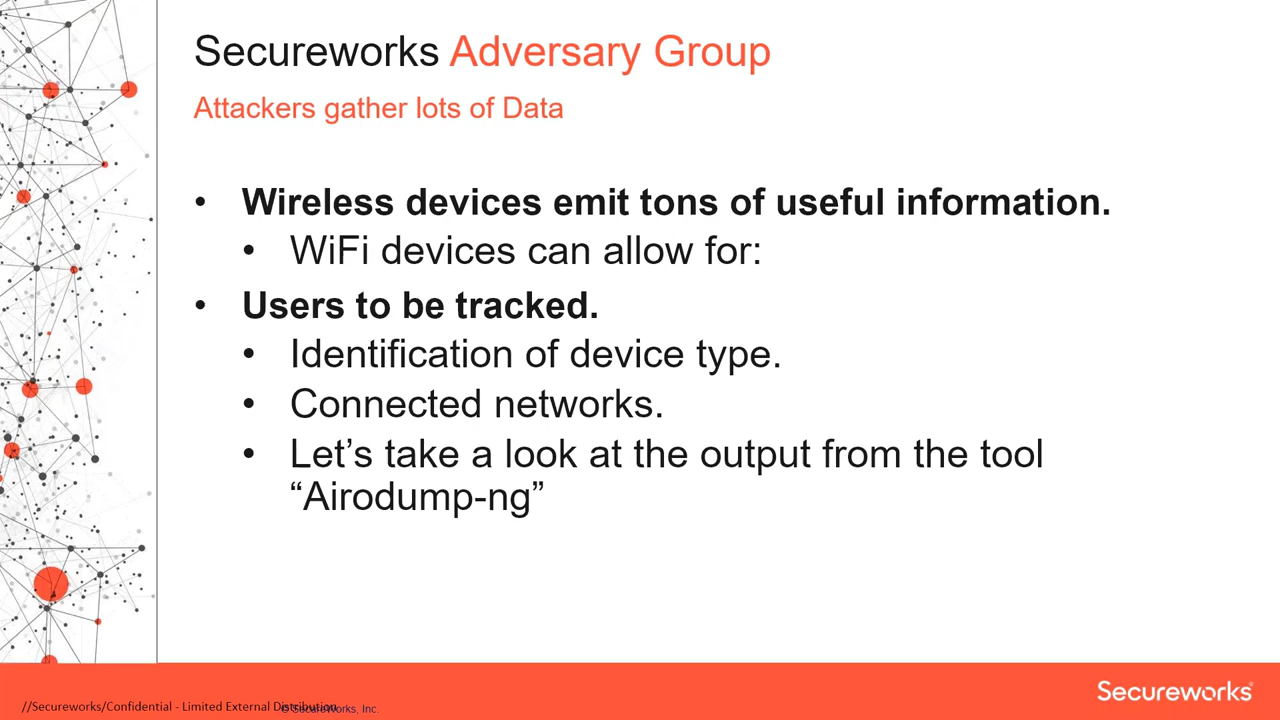 Secureworks Adversary Group
Attackers gather lots of Data
• Wireless devices emit tons of useful information.
• WiFi devices can allow for:
• Users to be tracked.
• Identification of device type.
• Connected networks.
• Let’s take a look at the output from the tool
“Airodump-ng”
//Secureworks/Confidential - Limited External Distribution
© SecureWorks, Inc.
Secureworks®